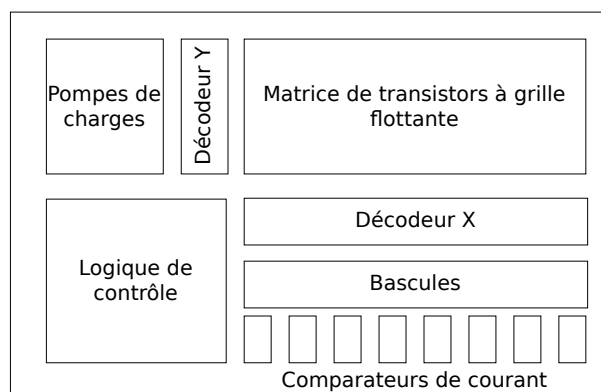 Pompes de
charges
Décodeur Y
Matrice de transistors à grille
flottante
Logique de
contrôle
Décodeur X
Bascules
Comparateurs de courant